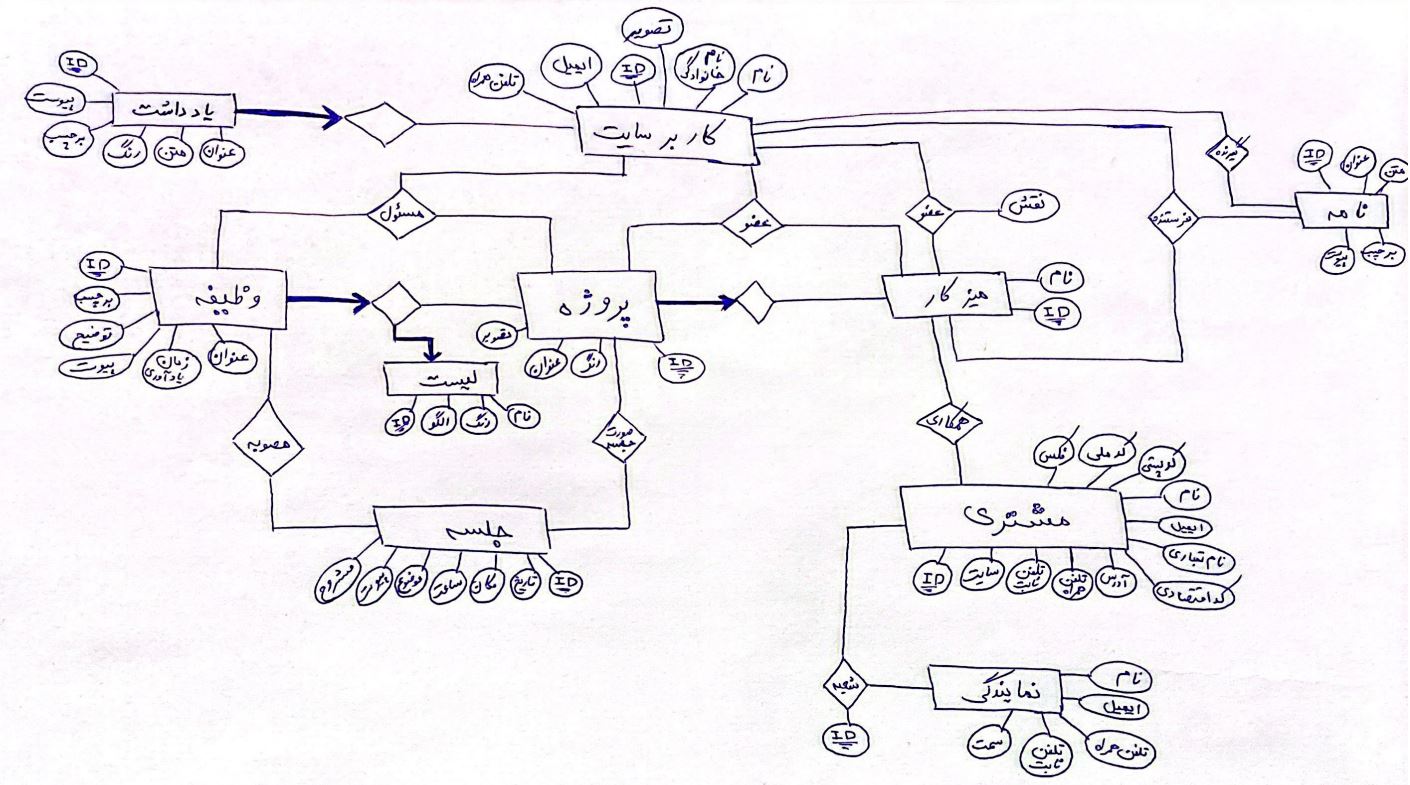 تصویر
نام خانوادگی
نام
ID
ایمیل
تلفن همراه
کاربر سایت
ID
پیوست
برچسب
رنگ
متن
عنوان
یادداشت
گیرنده
ID
عنوان
متن
نامه
پیوست
برچسب
فرستنده
مسئول
عضو
عضو
نقش
ID
برچسب
توضیح
پیوست
زمان یادآوری
عنوان
وظیفه
پروژه
تصویر
عنوان
رنگ
ID
میز کار
نام
ID
لیست
ID
الگو
رنگ
نام
مصوبه
صورت جلسه
همکاری
جلسه
مشروح
پیوست
موضوع
ساعت
مکان
تاریخ
ID
فکس
کد ملی
کد پستی
نام
ایمیل
نام تجاری
کد اقتصادی
مشتری
ID
سایت
تلفن ثابت
تلفن همراه
آدرس
شعبه
ID
نمایندگی
نام
ایمیل
تلفن همراه
تلفن ثابت
سمت